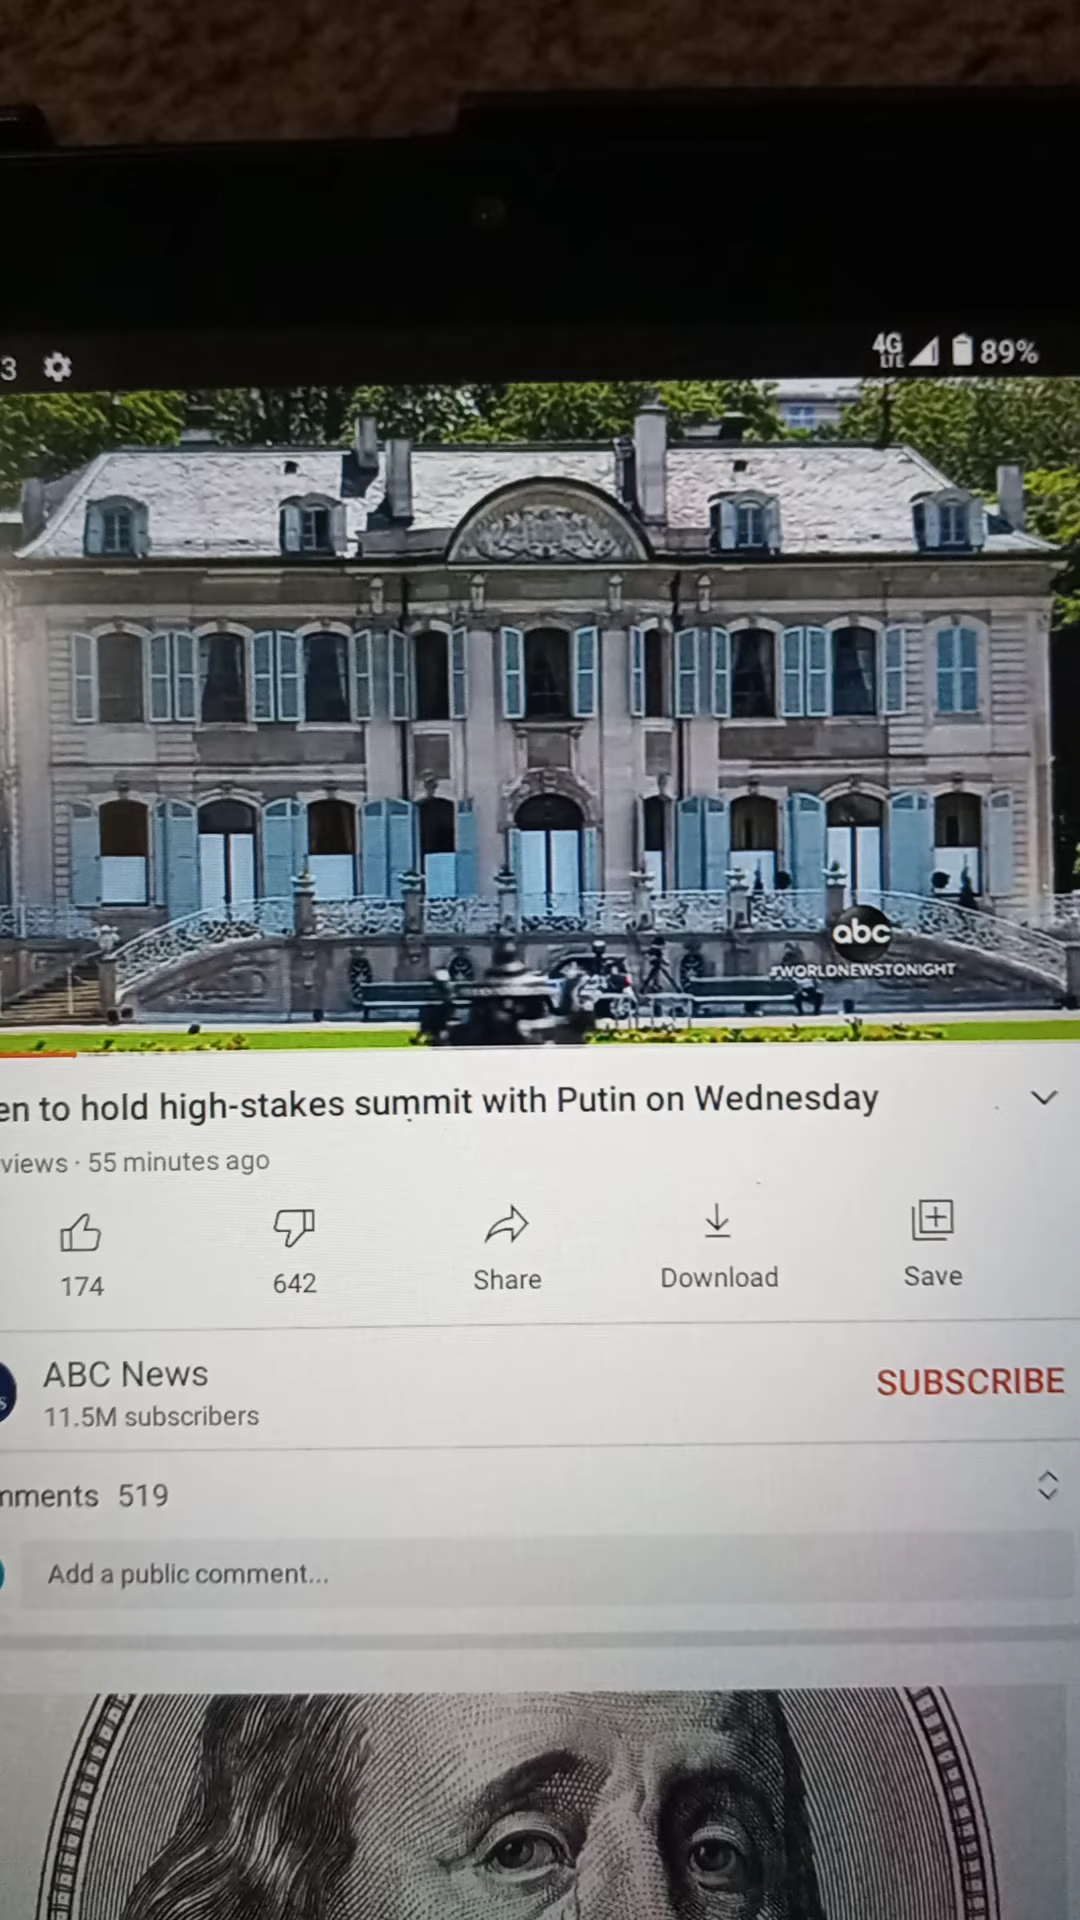 3
4G
LTE
89%
abc
#WORLDNEWSTONIGHT
en to hold high-stakes summit with Putin on Wednesday
views · 55 minutes ago
174
642
Share
Download
Save
ABC News
11.5M subscribers
SUBSCRIBE
mments 519
Add a public comment...